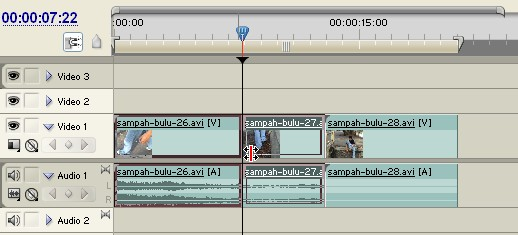 00:00:07:22
:00:00
00:00:15:00
Video 3
Video 2
Video 1
sampah-bulu-26.avi [V]
sampah-bulu-27.a
sampah-bulu-28.avi [V]
Audio 1
L
R
sampah-bulu-26.avi [A]
sampah-bulu-27.a
sampah-bulu-28.avi [A]
Audio 2